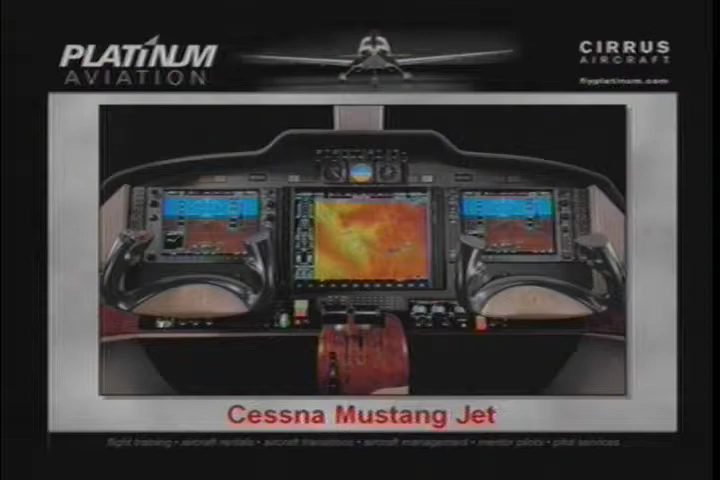 PLATINUM
AVIATION
CIRRUS
AIRCRAFT
flyplatinum.com
Cessna Mustang Jet
flight training • aircraft rentals • aircraft transitions • aircraft management • mentor pilots • pilot services